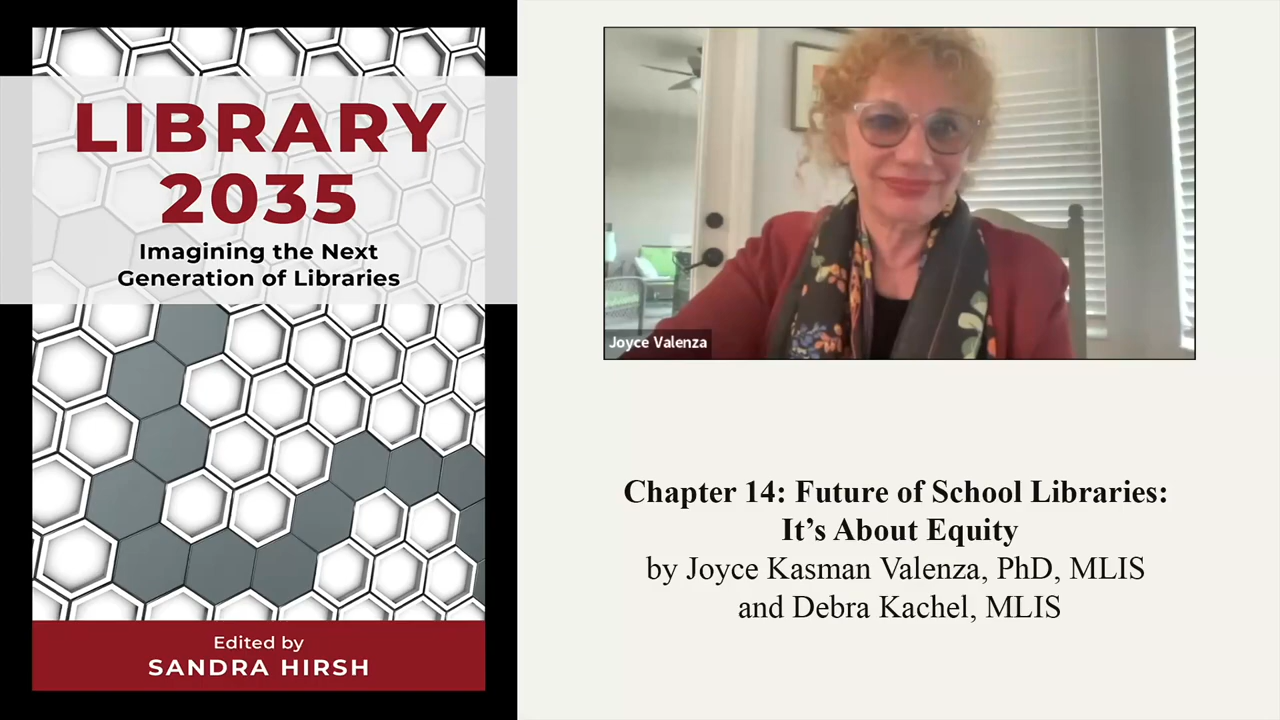 LIBRARY
2035
Imagining the Next
Generation of Libraries
Edited by
SANDRA HIRSH
Joyce Valenza
Chapter 14: Future of School Libraries:
It’s About Equity
by Joyce Kasman Valenza, PhD, MLIS
and Debra Kachel, MLIS